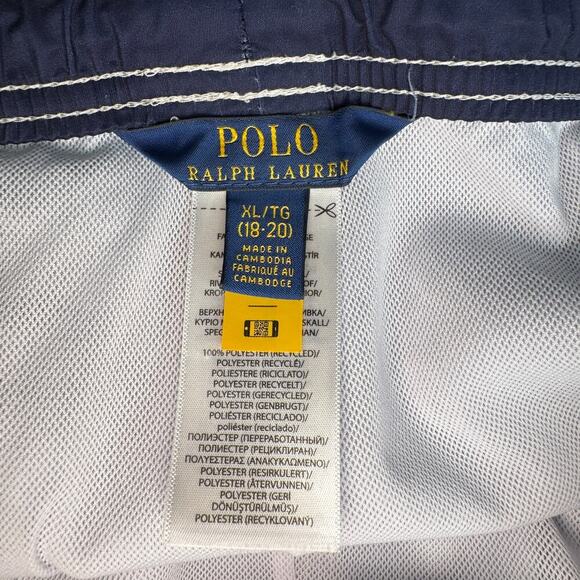 POLO
RALPH LAUREN
XL/TG
(18-20)
MADE IN
CAMBODIA
FABRIQUÉ AU
CAMBODGE
100% POLYESTER (RECYCLED)/
POLYESTER (RECYCLÉ)/
POLIESTERE (RICICLATO)/
POLYESTER (RECYCELT)/
POLYESTER (GERECYCLED)/
POLYESTER (GENBRUGT)/
POLIÉSTER (RECICLADO)/
poliéster (reciclado)/
ПОЛИЭСТЕР (ПЕРЕРАБОТАННЫЙ)/
ПОЛИЕСТЕР (РЕЦИКЛИРАН)/
ΠΟΛΥΕΣΤΕΡΑΣ (ΑΝΑΚΥΚΛΩΜΕΝΟ)/
POLYESTER (RESIRKULERT)/
POLYESTER (ÅTERVUNNEN)/
POLYESTER (GERİ
DÖNÜŞTÜRÜLMÜŞ)/
POLYESTER (RECYKLOVANÝ)